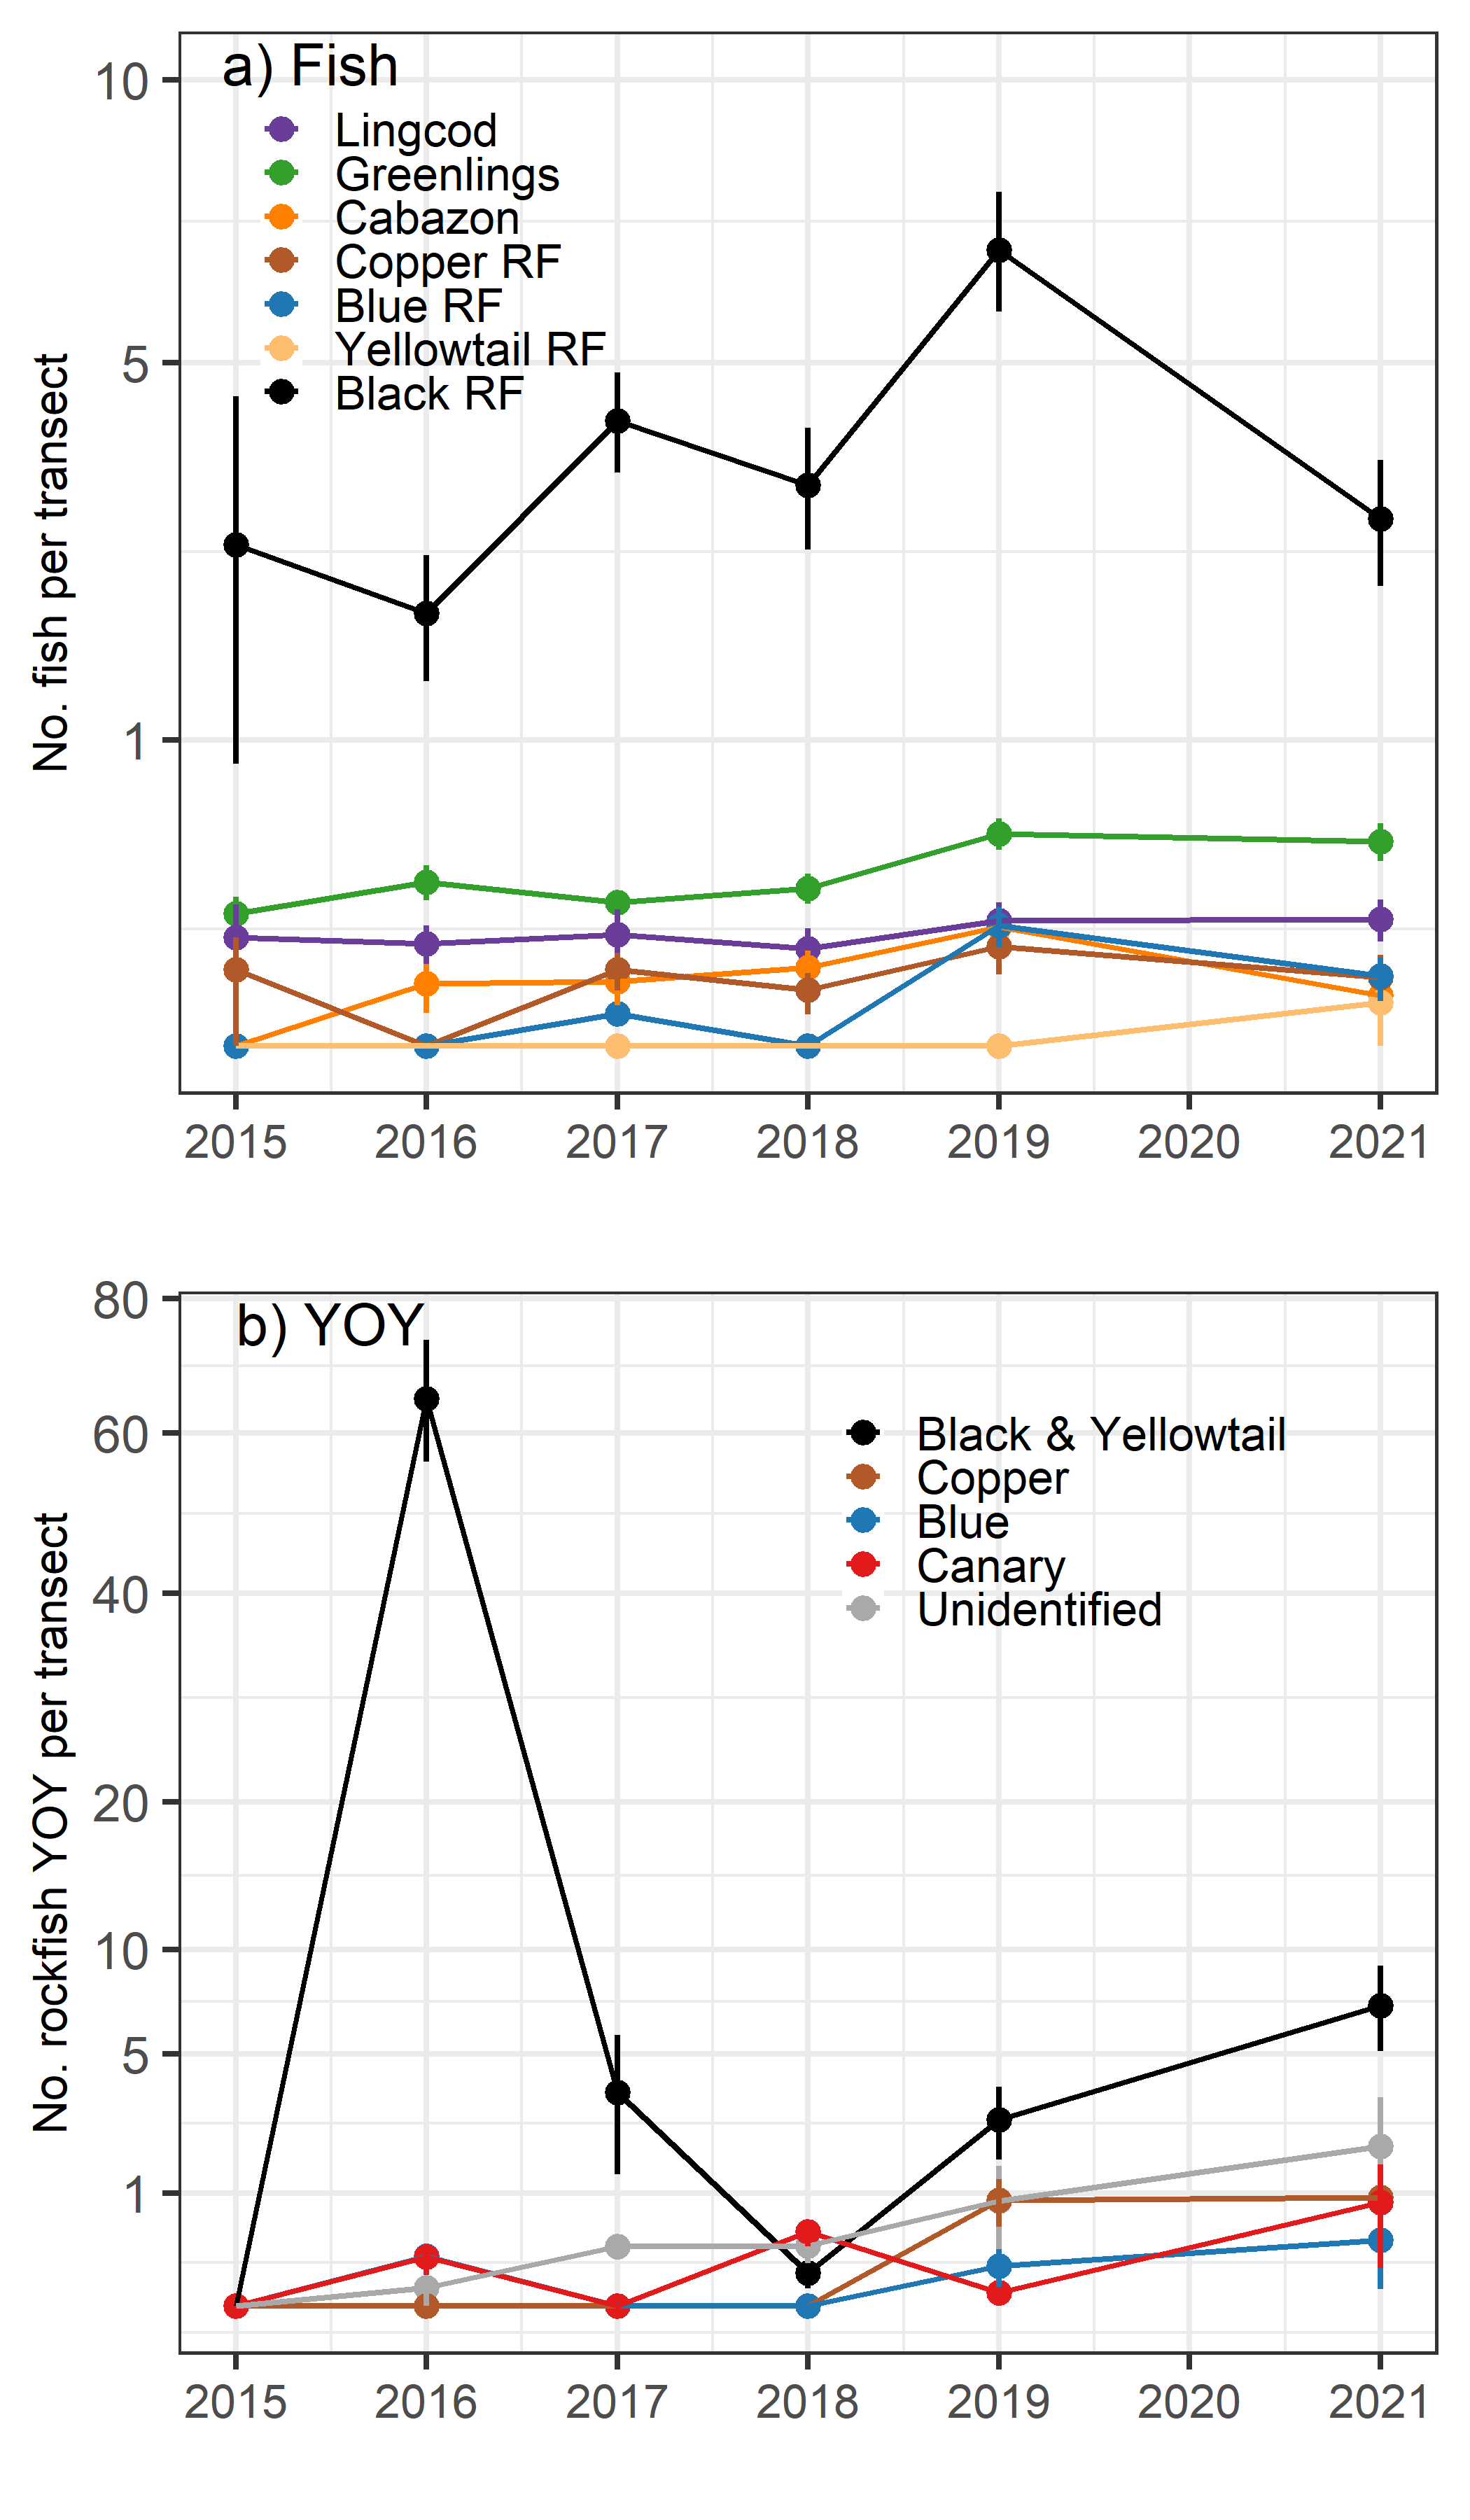 a) Fish
Lingcod
Greenlings
Cabazon
Copper RF
Blue RF
Yellowtail RF
Black RF
No. fish per transect
10
5
1
2015 2016 2017 2018 2019 2020 2021
b) YOY
Black & Yellowtail
Copper
Blue
Canary
Unidentified
No. rockfish YOY per transect
80
60
40
20
10
5
1
2015 2016 2017 2018 2019 2020 2021